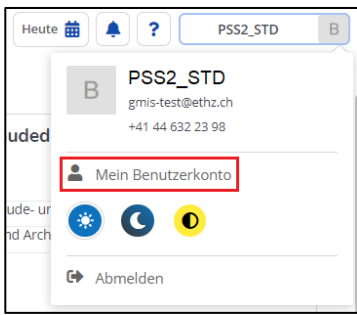 Heute ? PSS2_STD B
B PSS2_STD
gmis-test@ethz.ch
+41 44 632 23 98
uded
Mein Benutzerkonto
ude- ur
nd Arch
Abmelden